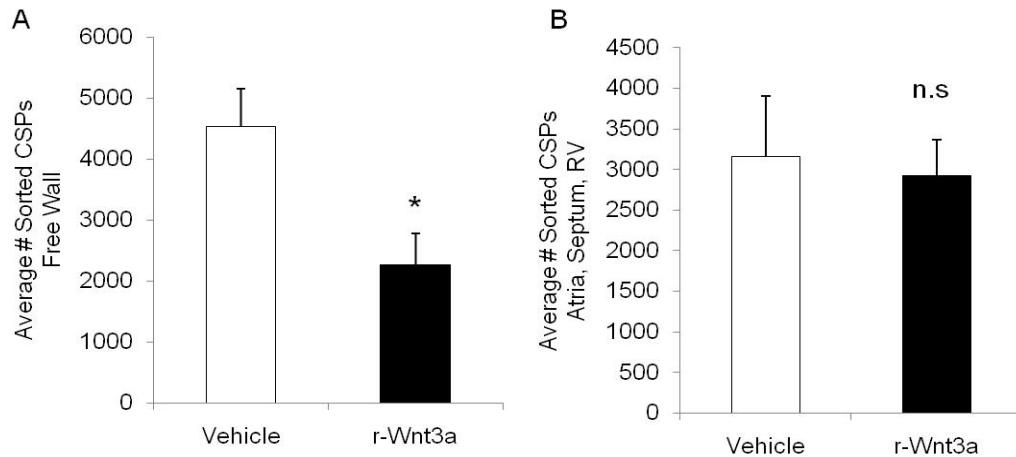 A
Average # Sorted CSPs
Free Wall
6000
5000
4000
3000
2000
1000
0
*
Vehicle
r-Wnt3a
B
Average # Sorted CSPs
Atria, Septum, RV
4500
4000
3500
3000
2500
2000
1500
1000
500
0
n.s
Vehicle
r-Wnt3a